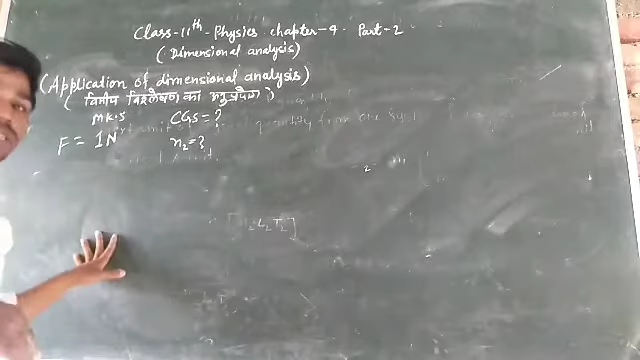 Class-11th Physics chapter-4 Part-2
(Dimensional analysis)
(Application of dimensional analysis)
(विमीय विश्लेषण का अनुप्रयोग)
M.K.S CGS = ?
F = 1N n₂ = ?